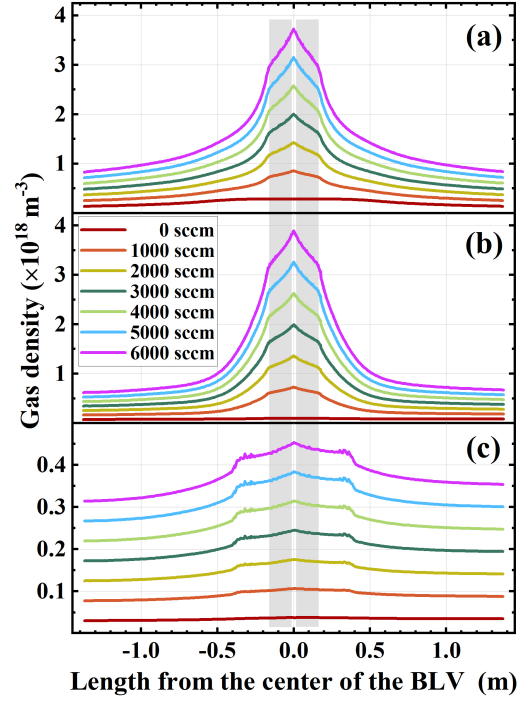 4
(a)
3
2
1
Gas density (×10¹⁸ m⁻³)
4
(b)
0 sccm
1000 sccm
2000 sccm
3000 sccm
4000 sccm
5000 sccm
6000 sccm
3
2
1
(c)
0.4
0.3
0.2
0.1
-1.0 -0.5 0.0 0.5 1.0
Length from the center of the BLV (m)